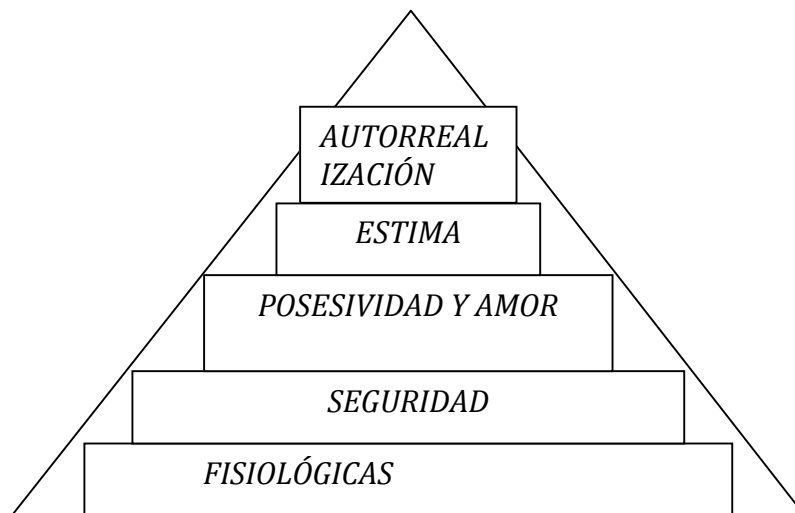 AUTORREAL
IZACIÓN
ESTIMA
POSESIVIDAD Y AMOR
SEGURIDAD
FISIOLÓGICAS